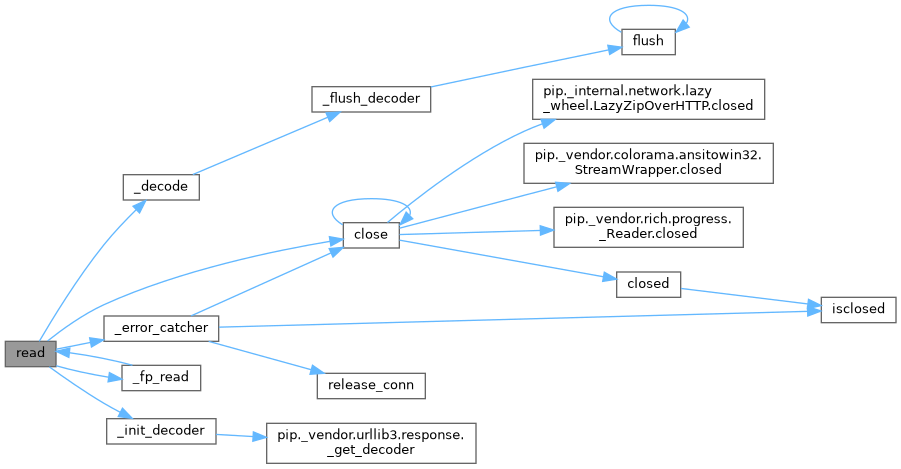 flush
pip._internal.network.lazy
_wheel.LazyZipOverHTTP.closed
_flush_decoder
pip._vendor.colorama.ansitowin32.
StreamWrapper.closed
_decode
pip._vendor.rich.progress.
_Reader.closed
close
closed
isclosed
_error_catcher
read
_fp_read
release_conn
_init_decoder
pip._vendor.urllib3.response.
_get_decoder